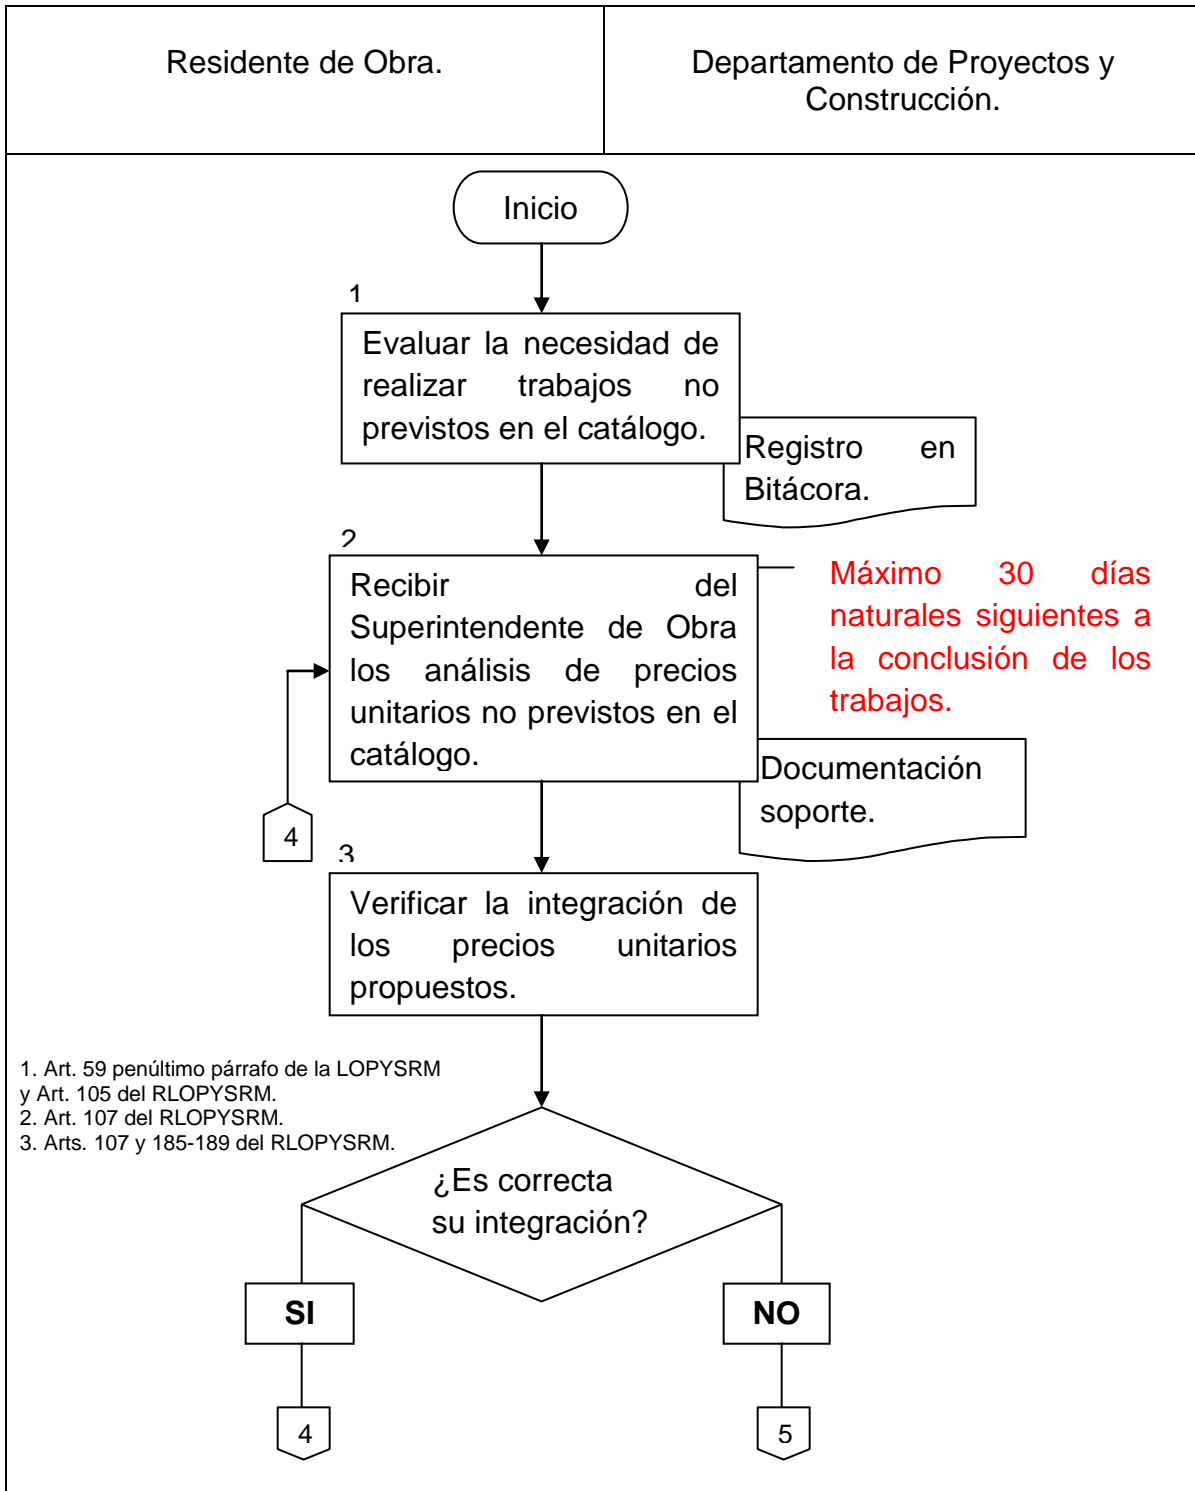 Residente de Obra.
Departamento de Proyectos y
Construcción.
Inicio
1
Evaluar la necesidad de
realizar trabajos no
previstos en el catálogo.
Registro en
Bitácora.
2
Recibir del
Superintendente de Obra
los análisis de precios
unitarios no previstos en el
catálogo.
Máximo 30 días
naturales siguientes a
la conclusión de los
trabajos.
Documentación
soporte.
4
3
Verificar la integración de
los precios unitarios
propuestos.
1. Art. 59 penúltimo párrafo de la LOPYSRM
y Art. 105 del RLOPYSRM.
2. Art. 107 del RLOPYSRM.
3. Arts. 107 y 185-189 del RLOPYSRM.
¿Es correcta
su integración?
SI
NO
4
5